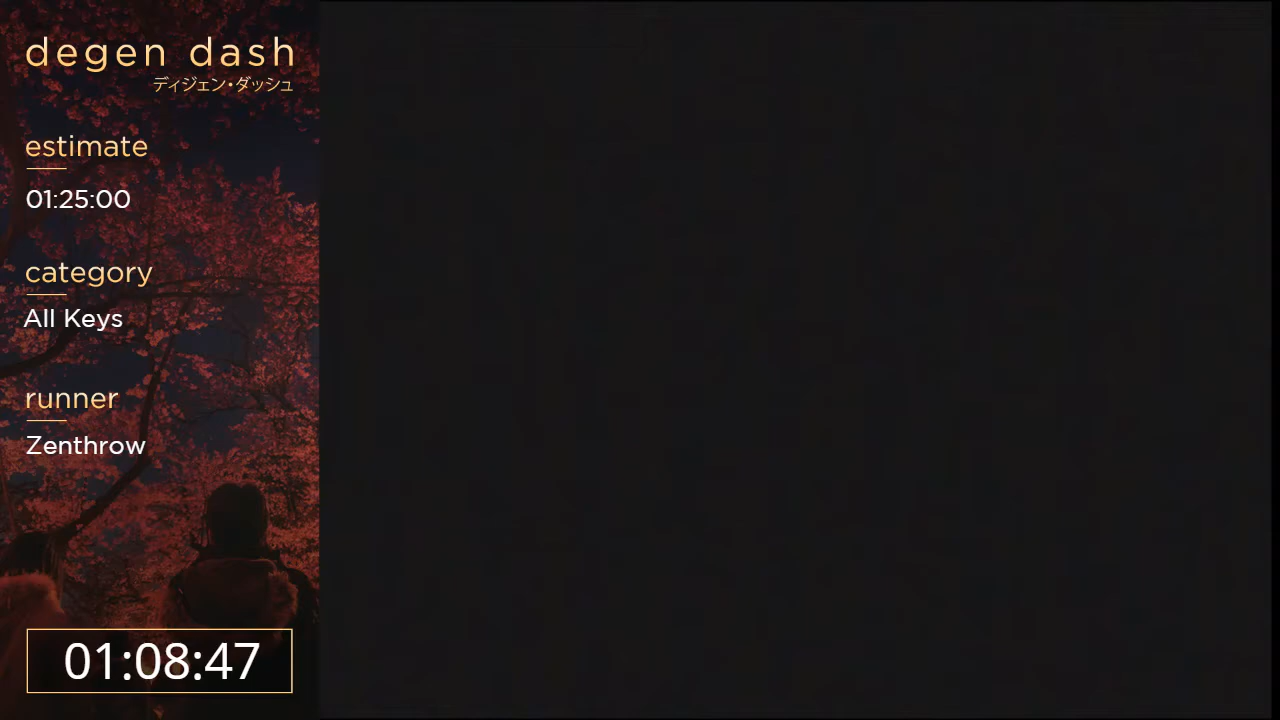 degen dash
ディジェン・ダッシュ
estimate
01:25:00
category
All Keys
runner
Zenthrow
01:08:47